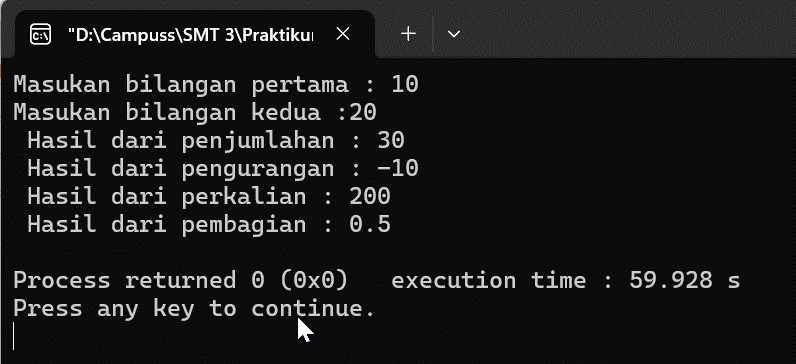 "D:\Campuss\SMT 3\Praktiku
Masukan bilangan pertama : 10
Masukan bilangan kedua :20
 Hasil dari penjumlahan : 30
 Hasil dari pengurangan : -10
 Hasil dari perkalian : 200
 Hasil dari pembagian : 0.5
Process returned 0 (0x0)   execution time : 59.928 s
Press any key to continue.